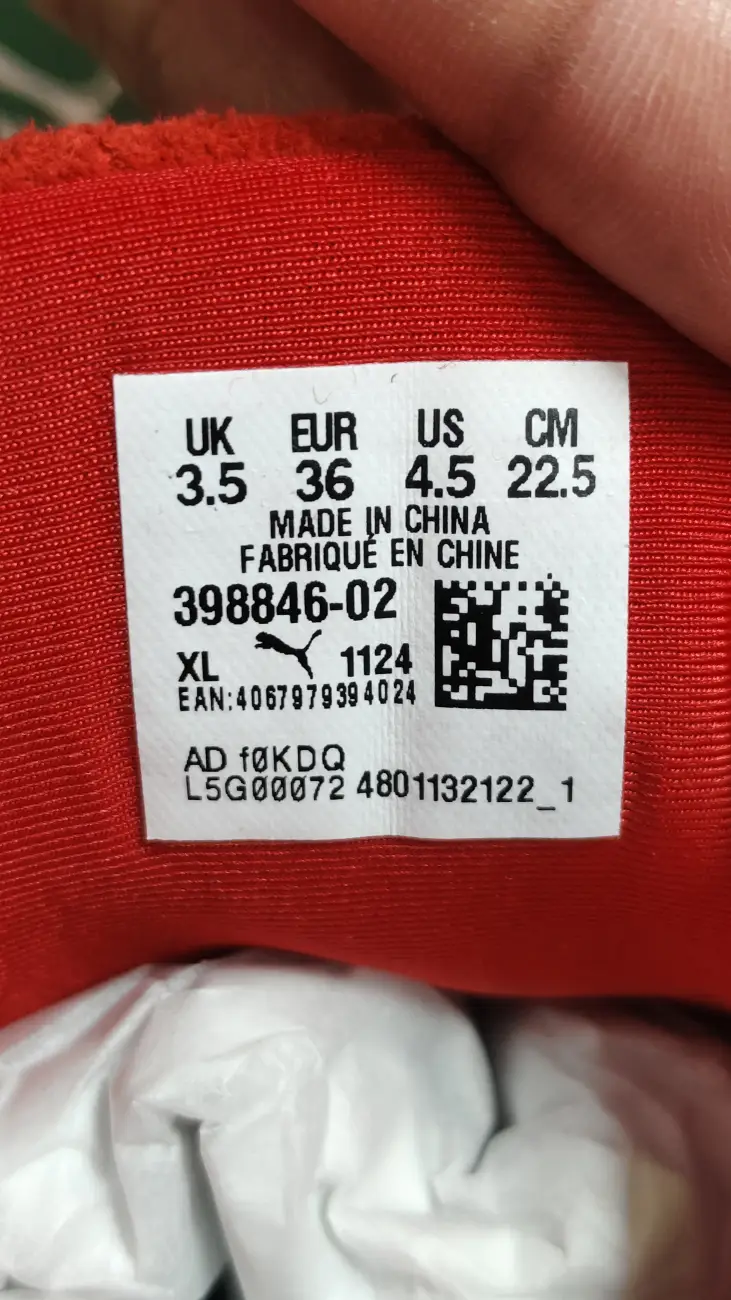 UK EUR US CM
3.5 36 4.5 22.5
MADE IN CHINA
FABRIQUÉ EN CHINE
398846-02
XL 1124
EAN:4067979394024
AD f0KDQ
L5G00072 4801132122_1